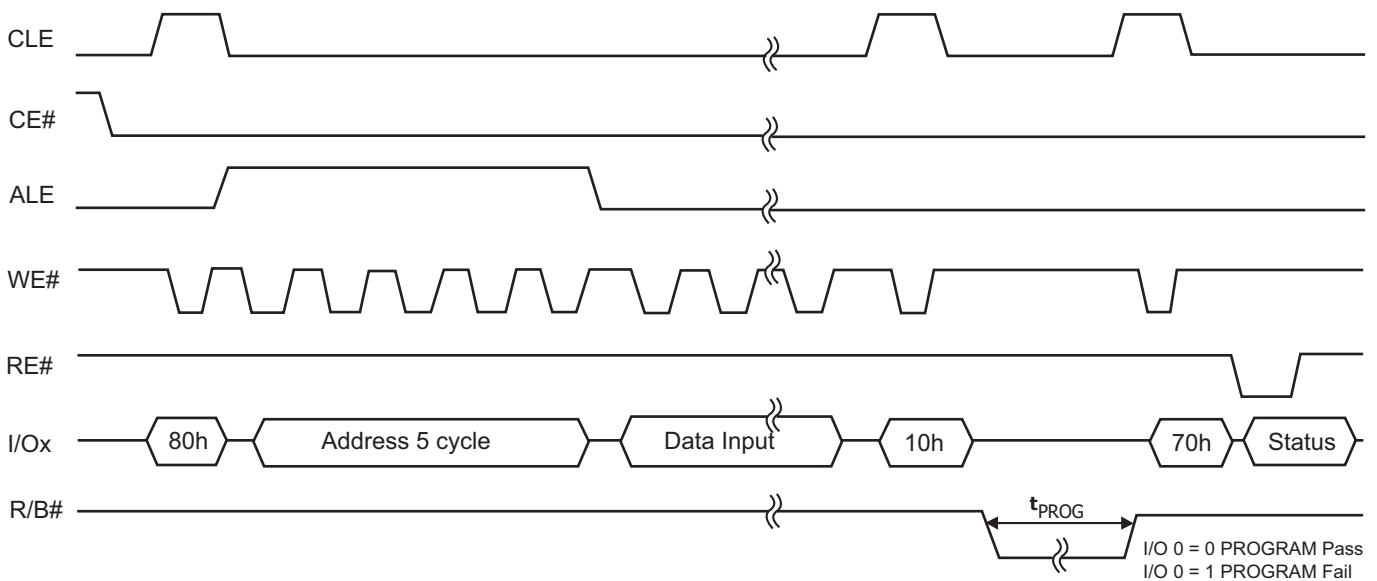 CLE
CE#
ALE
WE#
RE#
I/Ox
80h
Address 5 cycle
Data Input
10h
70h
Status
R/B#
tPROG
I/O 0 = 0 PROGRAM Pass
I/O 0 = 1 PROGRAM Fail